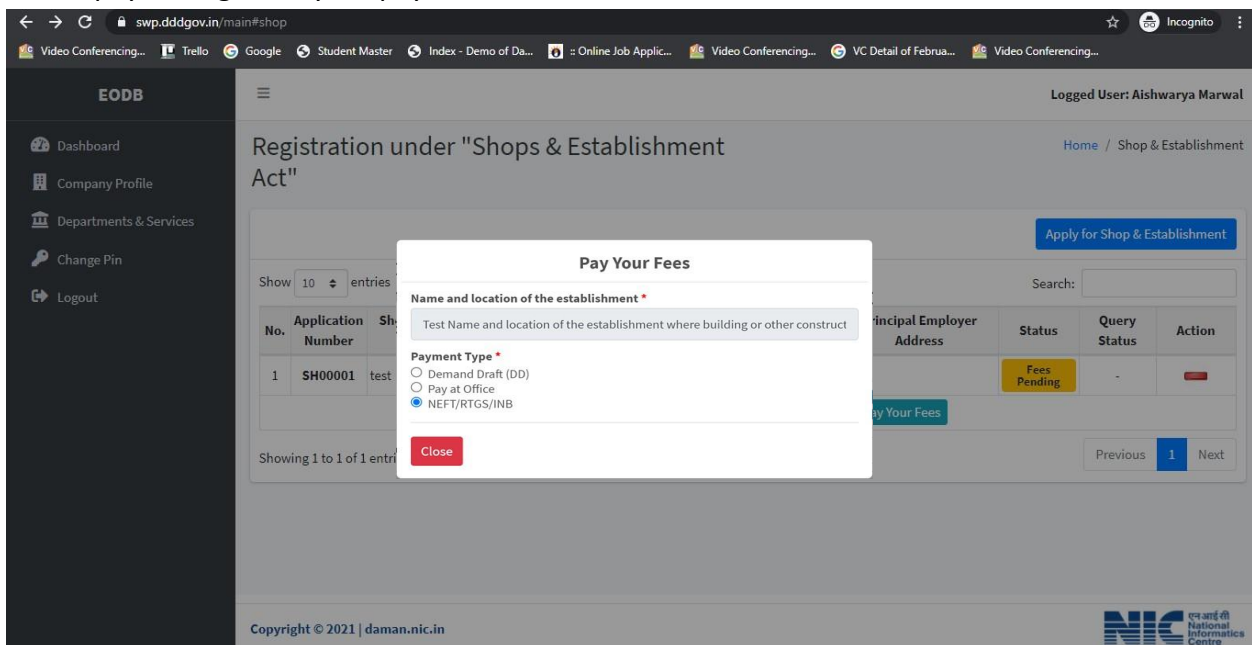 swp.dddgov.in/main#shop
Incognito
Video Conferencing... Trello Google Student Master Index - Demo of Da... :: Online Job Applic... Video Conferencing... VC Detail of Februa... Video Conferencing...
EODB
Logged User: Aishwarya Marwal
Dashboard
Company Profile
Departments & Services
Change Pin
Logout
Registration under "Shops & Establishment
Act"
Home / Shop & Establishment
Apply for Shop & Establishment
Show 10 entries
Search:
No. Application Number Sh
rincipal Employer Address Status Query Status Action
1 SH00001 test
Fees Pending -
ay Your Fees
Showing 1 to 1 of 1 entri
Previous 1 Next
Pay Your Fees
Name and location of the establishment *
Test Name and location of the establishment where building or other construct
Payment Type *
Demand Draft (DD)
Pay at Office
NEFT/RTGS/INB
Close
Copyright © 2021 | daman.nic.in
NIC
एन आई सी
National
Informatics
Centre